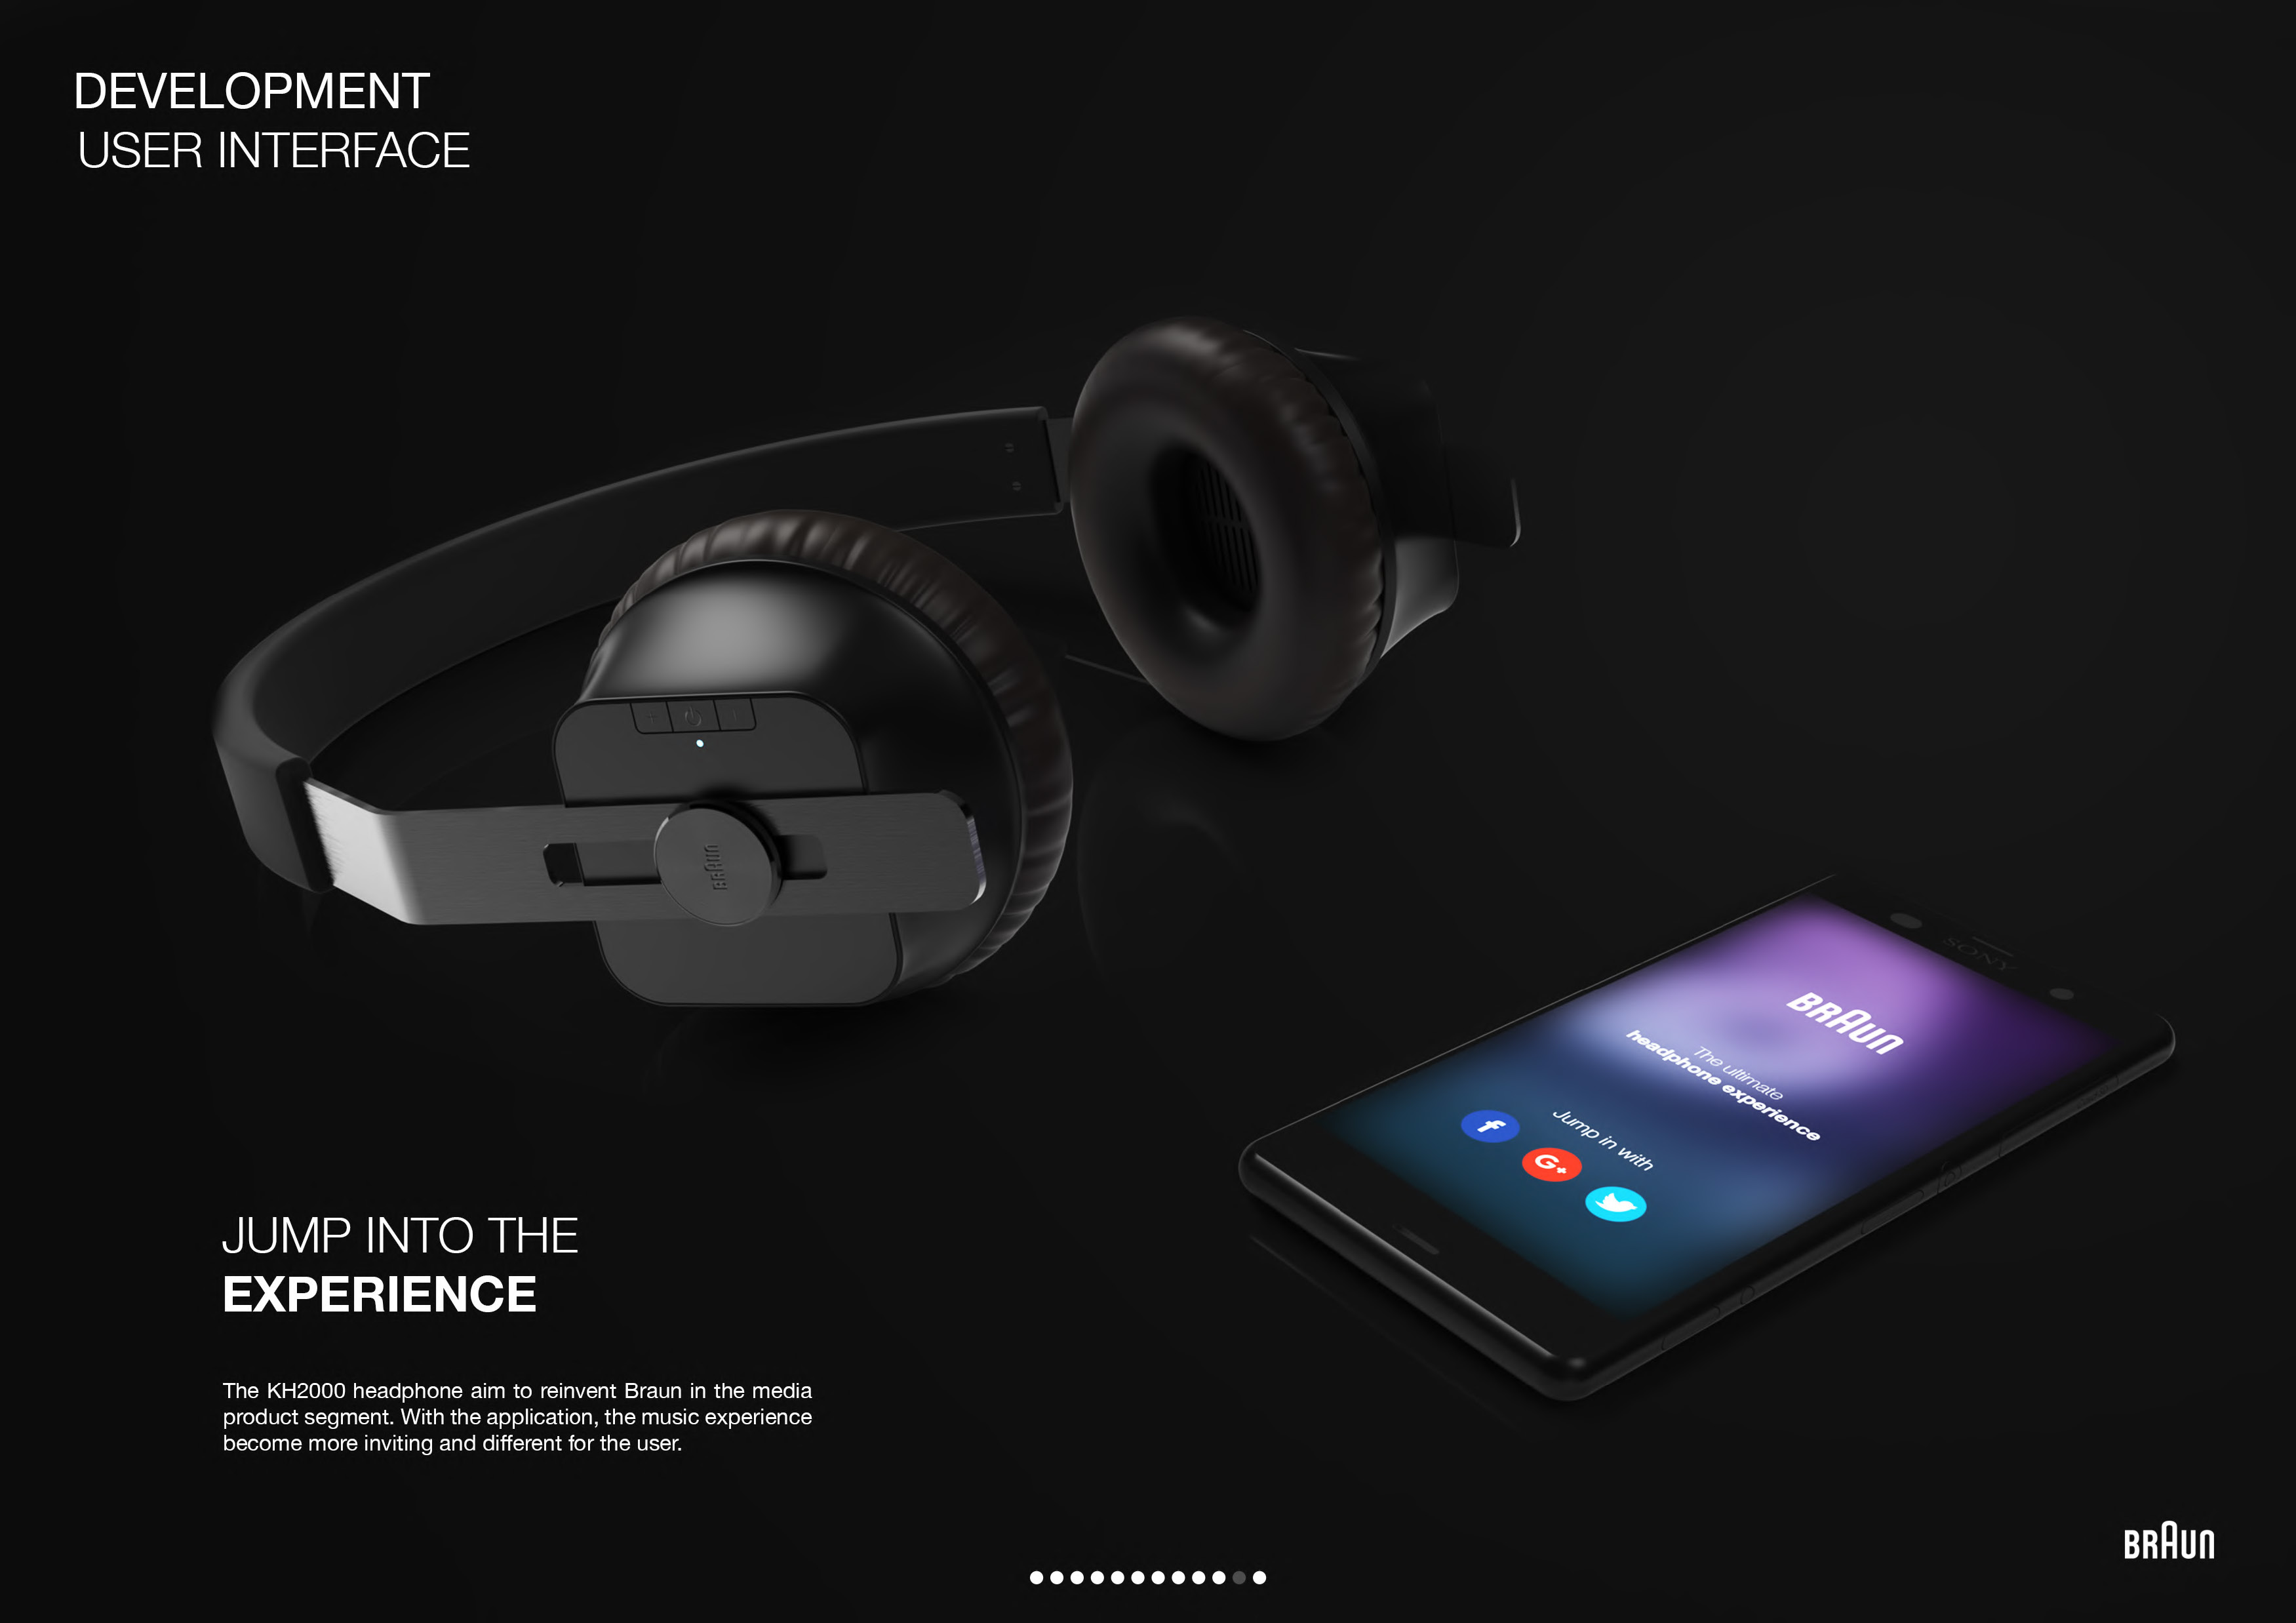 DEVELOPMENT
USER INTERFACE
BRAUN
SONY
BRAUN
The ultimate
headphone experience
Jump in with
f
G+
JUMP INTO THE
EXPERIENCE
The KH2000 headphone aim to reinvent Braun in the media
product segment. With the application, the music experience
become more inviting and different for the user.
BRAUN